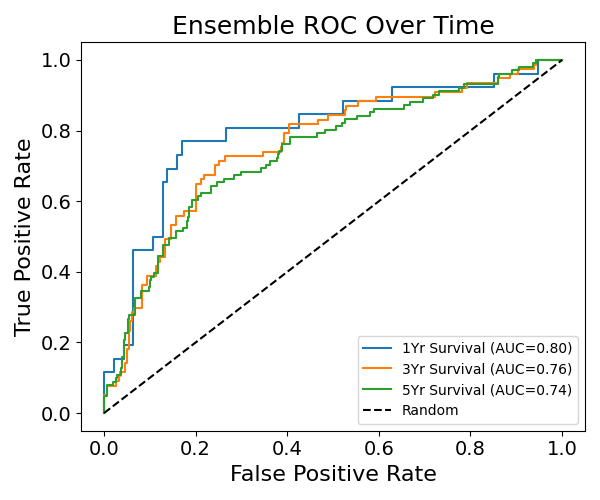 Ensemble ROC Over Time
True Positive Rate
1.0
0.8
0.6
0.4
0.2
0.0
0.0 0.2 0.4 0.6 0.8 1.0
False Positive Rate
1Yr Survival (AUC=0.80)
3Yr Survival (AUC=0.76)
5Yr Survival (AUC=0.74)
Random